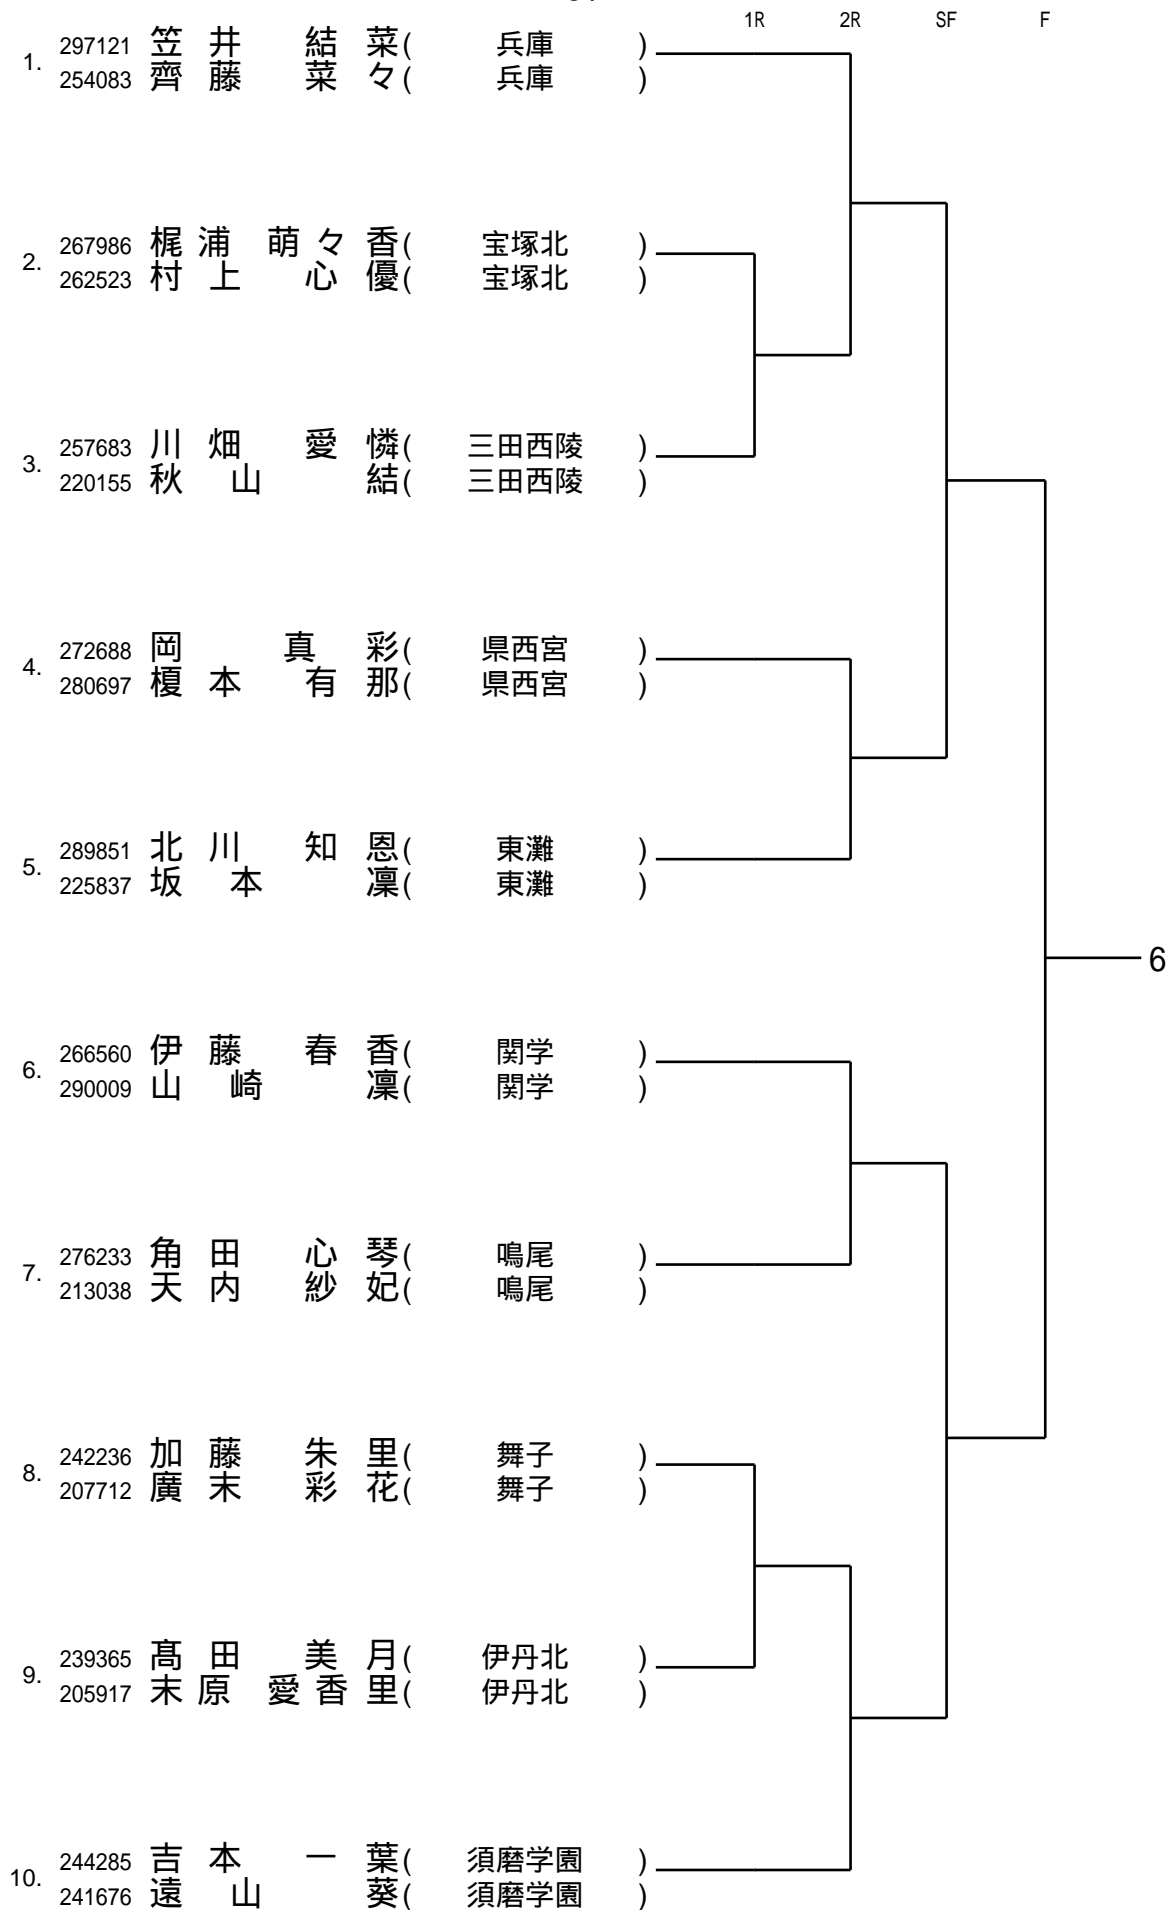 1R 2R SF F
1. 297121 笠井 結菜( 兵庫 )
254083 齊藤 菜々( 兵庫 )
2. 267986 梶浦 萌々香( 宝塚北 )
262523 村上 心優( 宝塚北 )
3. 257683 川畑 愛憐( 三田西陵 )
220155 秋山 結( 三田西陵 )
4. 272688 岡 真彩( 県西宮 )
280697 榎本 有那( 県西宮 )
5. 289851 北川 知恩( 東灘 )
225837 坂本 凜( 東灘 )
6
6. 266560 伊藤 春香( 関学 )
290009 山崎 凜( 関学 )
7. 276233 角田 心琴( 鳴尾 )
213038 天内 紗妃( 鳴尾 )
8. 242236 加藤 朱里( 舞子 )
207712 廣末 彩花( 舞子 )
9. 239365 髙田 美月( 伊丹北 )
205917 末原 愛香里( 伊丹北 )
10. 244285 吉本 一葉( 須磨学園 )
241676 遠山 葵( 須磨学園 )